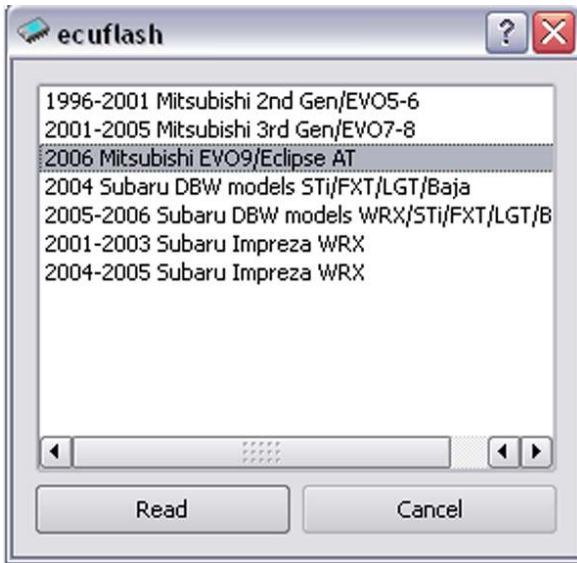 ecuflash
1996-2001 Mitsubishi 2nd Gen/EVO5-6
2001-2005 Mitsubishi 3rd Gen/EVO7-8
2006 Mitsubishi EVO9/Eclipse AT
2004 Subaru DBW models STi/FXT/LGT/Baja
2005-2006 Subaru DBW models WRX/STi/FXT/LGT/B
2001-2003 Subaru Impreza WRX
2004-2005 Subaru Impreza WRX
Read Cancel